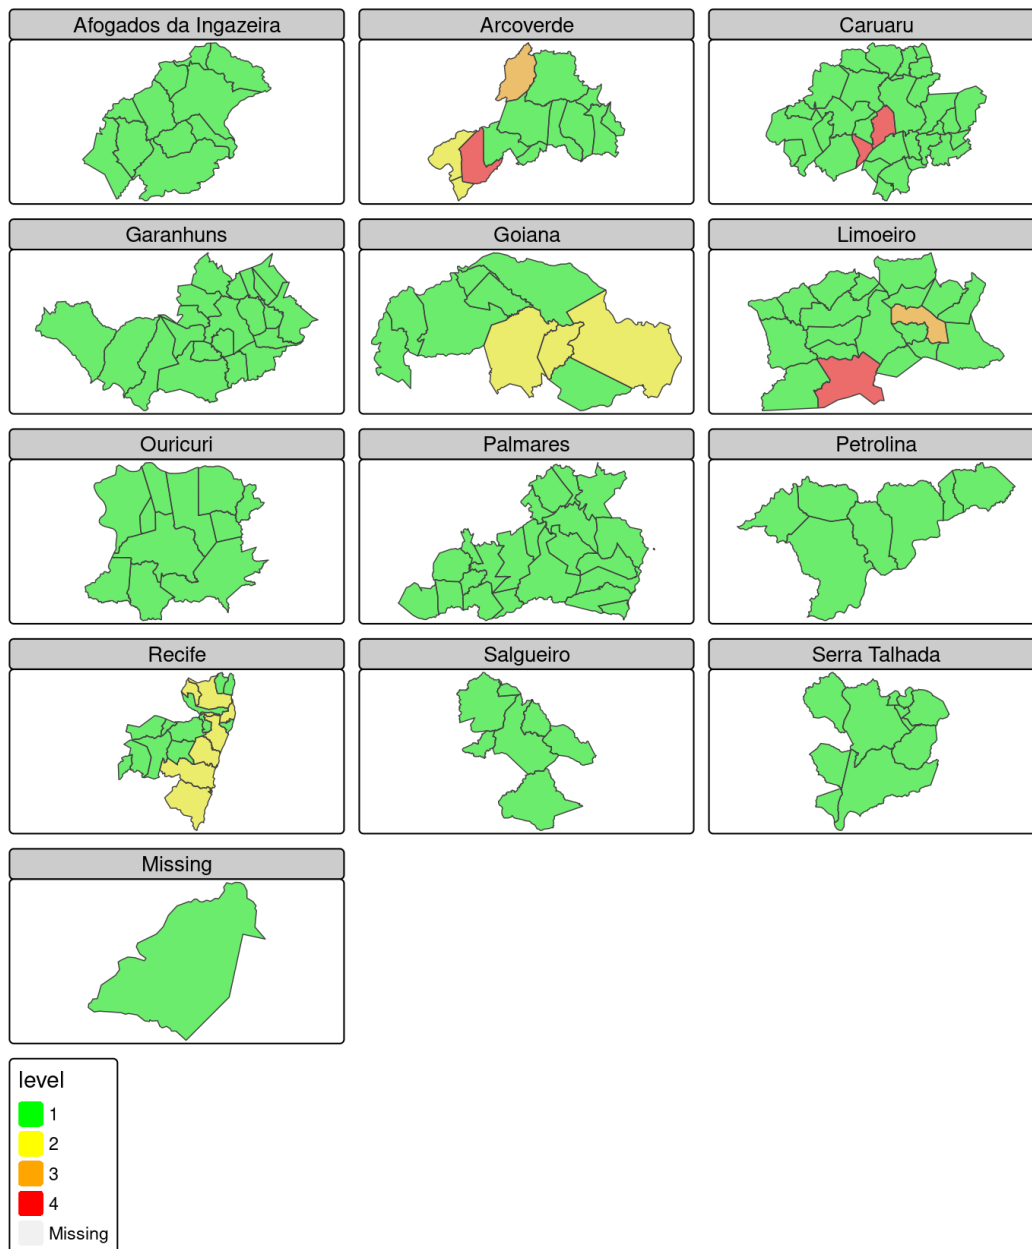 Afogados da Ingazeira
Arcoverde
Caruaru
Garanhuns
Goiana
Limoeiro
Ouricuri
Palmares
Petrolina
Recife
Salgueiro
Serra Talhada
Missing
level
1
2
3
4
Missing